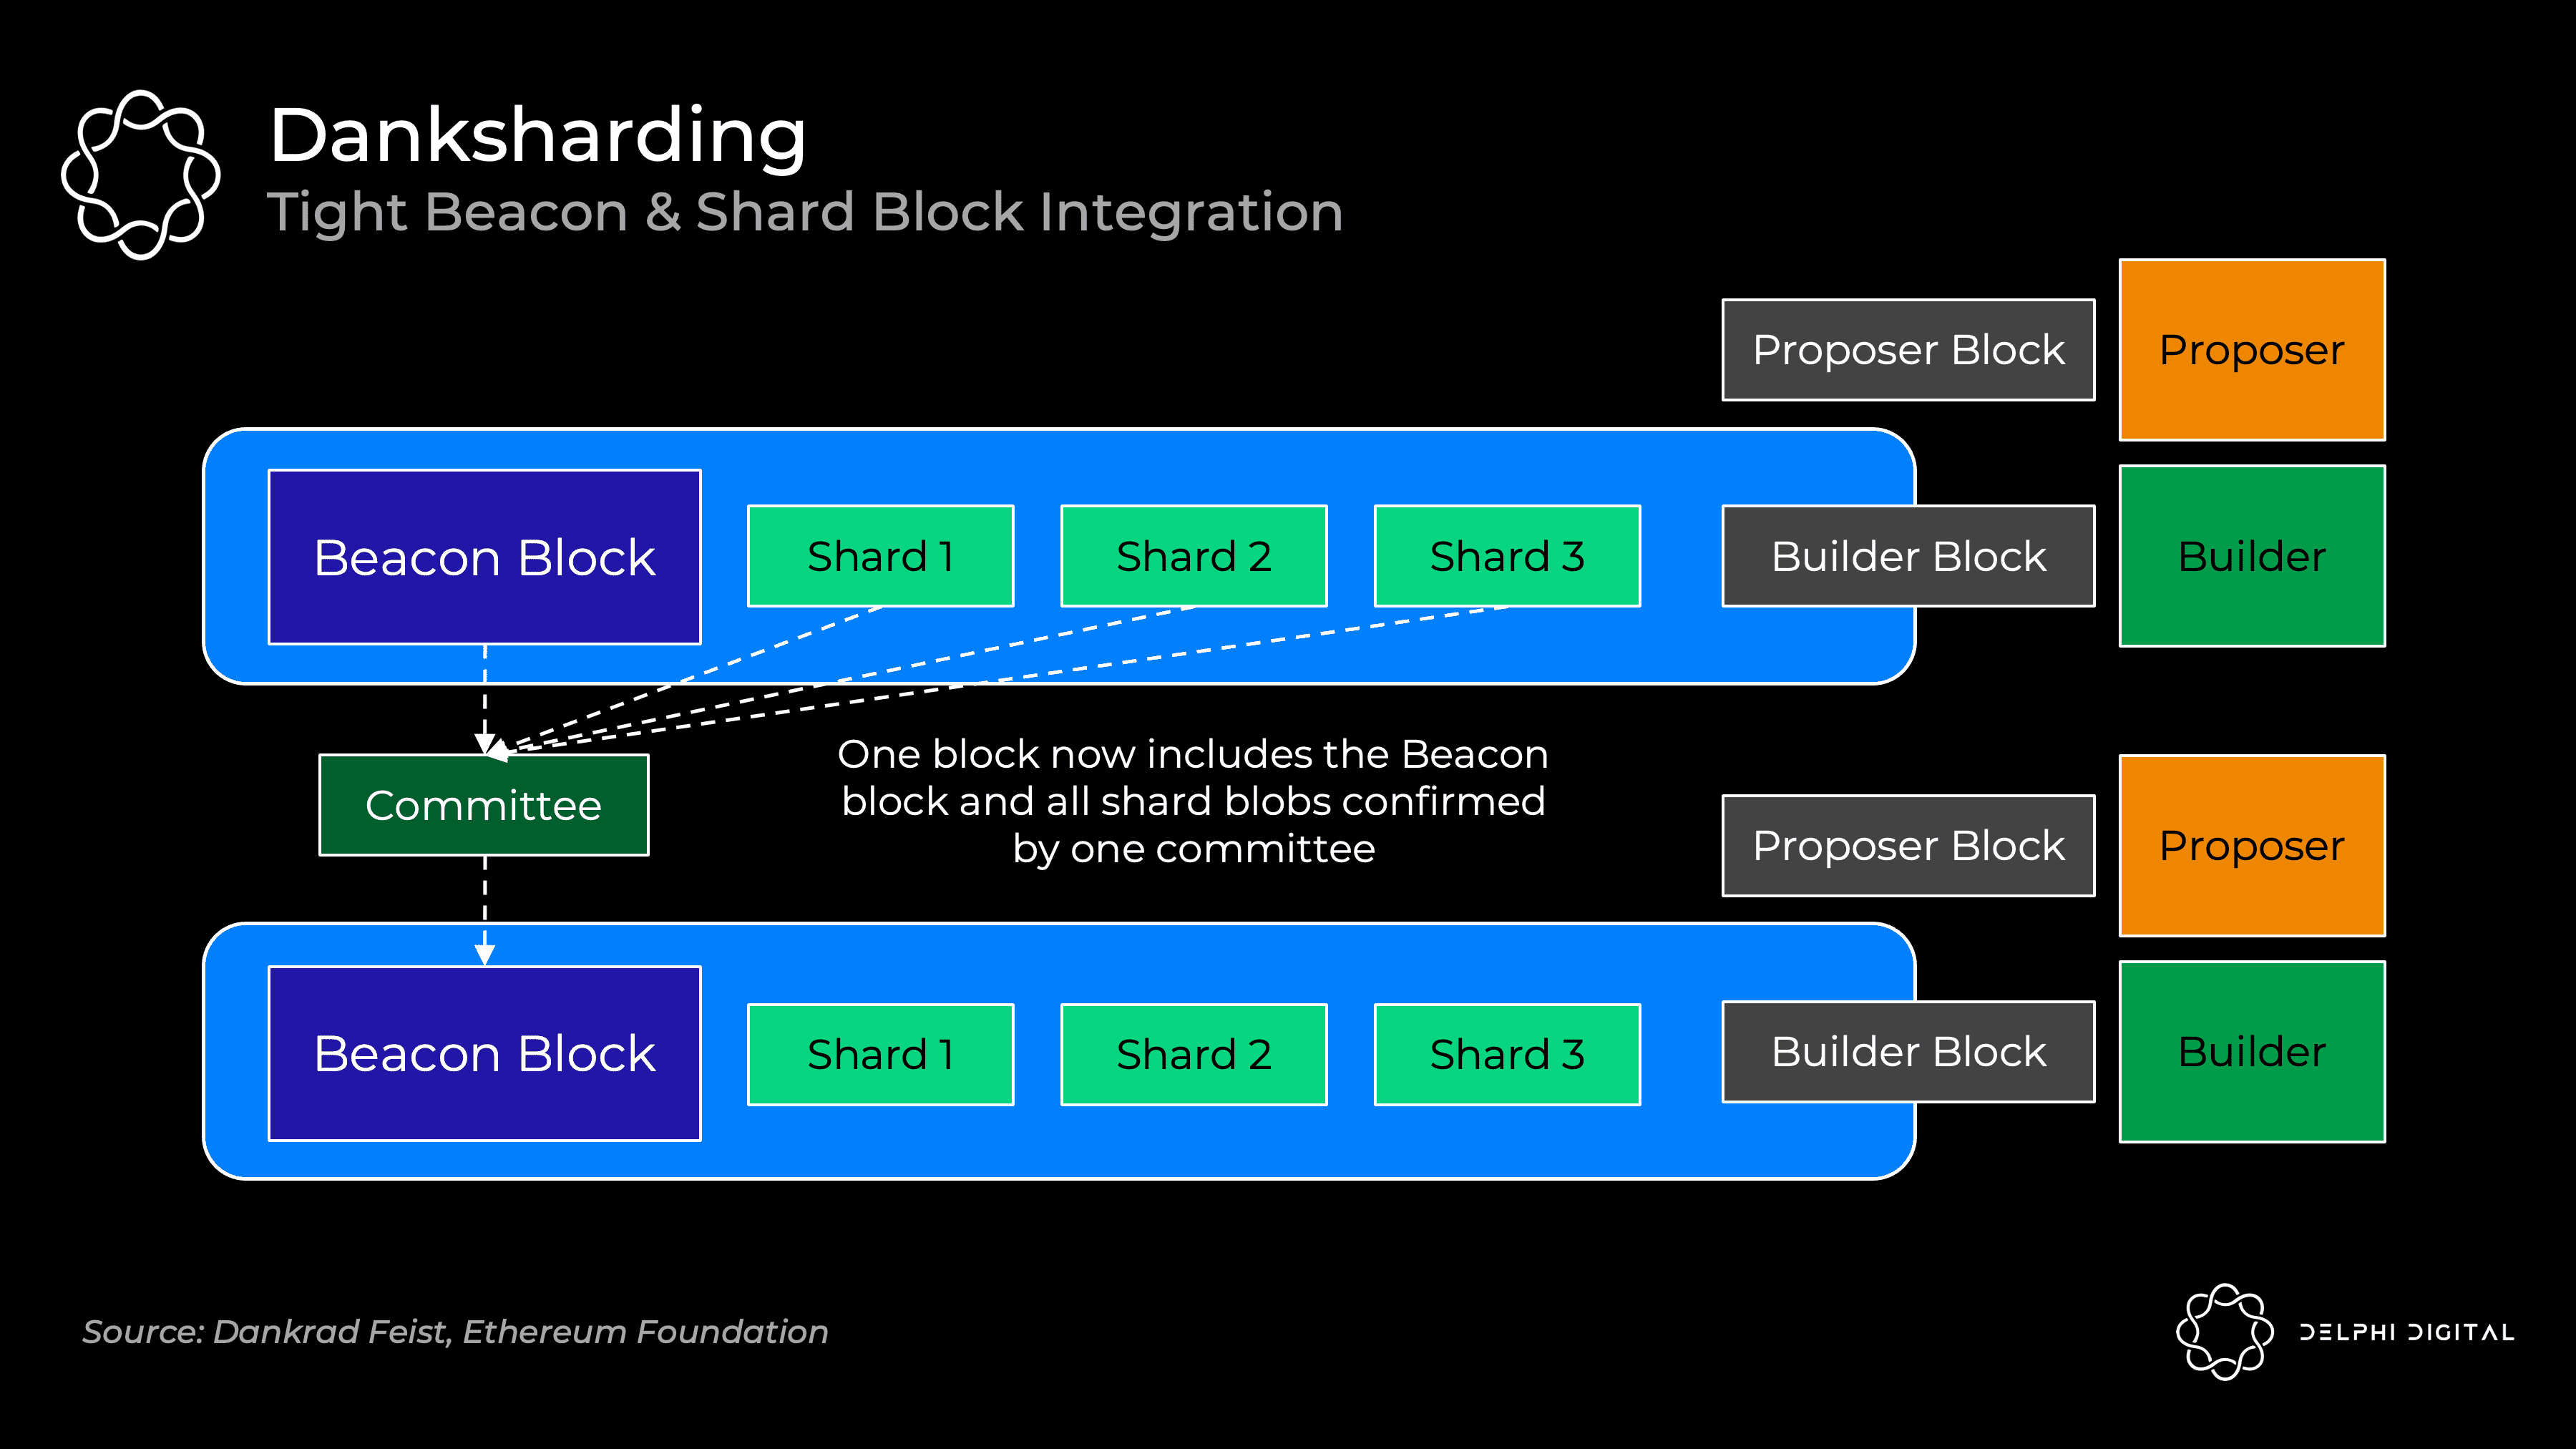 Danksharding
Tight Beacon & Shard Block Integration
Proposer Block
Proposer
Beacon Block
Shard 1
Shard 2
Shard 3
Builder Block
Builder
Committee
One block now includes the Beacon
block and all shard blobs confirmed
by one committee
Proposer Block
Proposer
Beacon Block
Shard 1
Shard 2
Shard 3
Builder Block
Builder
Source: Dankrad Feist, Ethereum Foundation
DELPHI DIGITAL